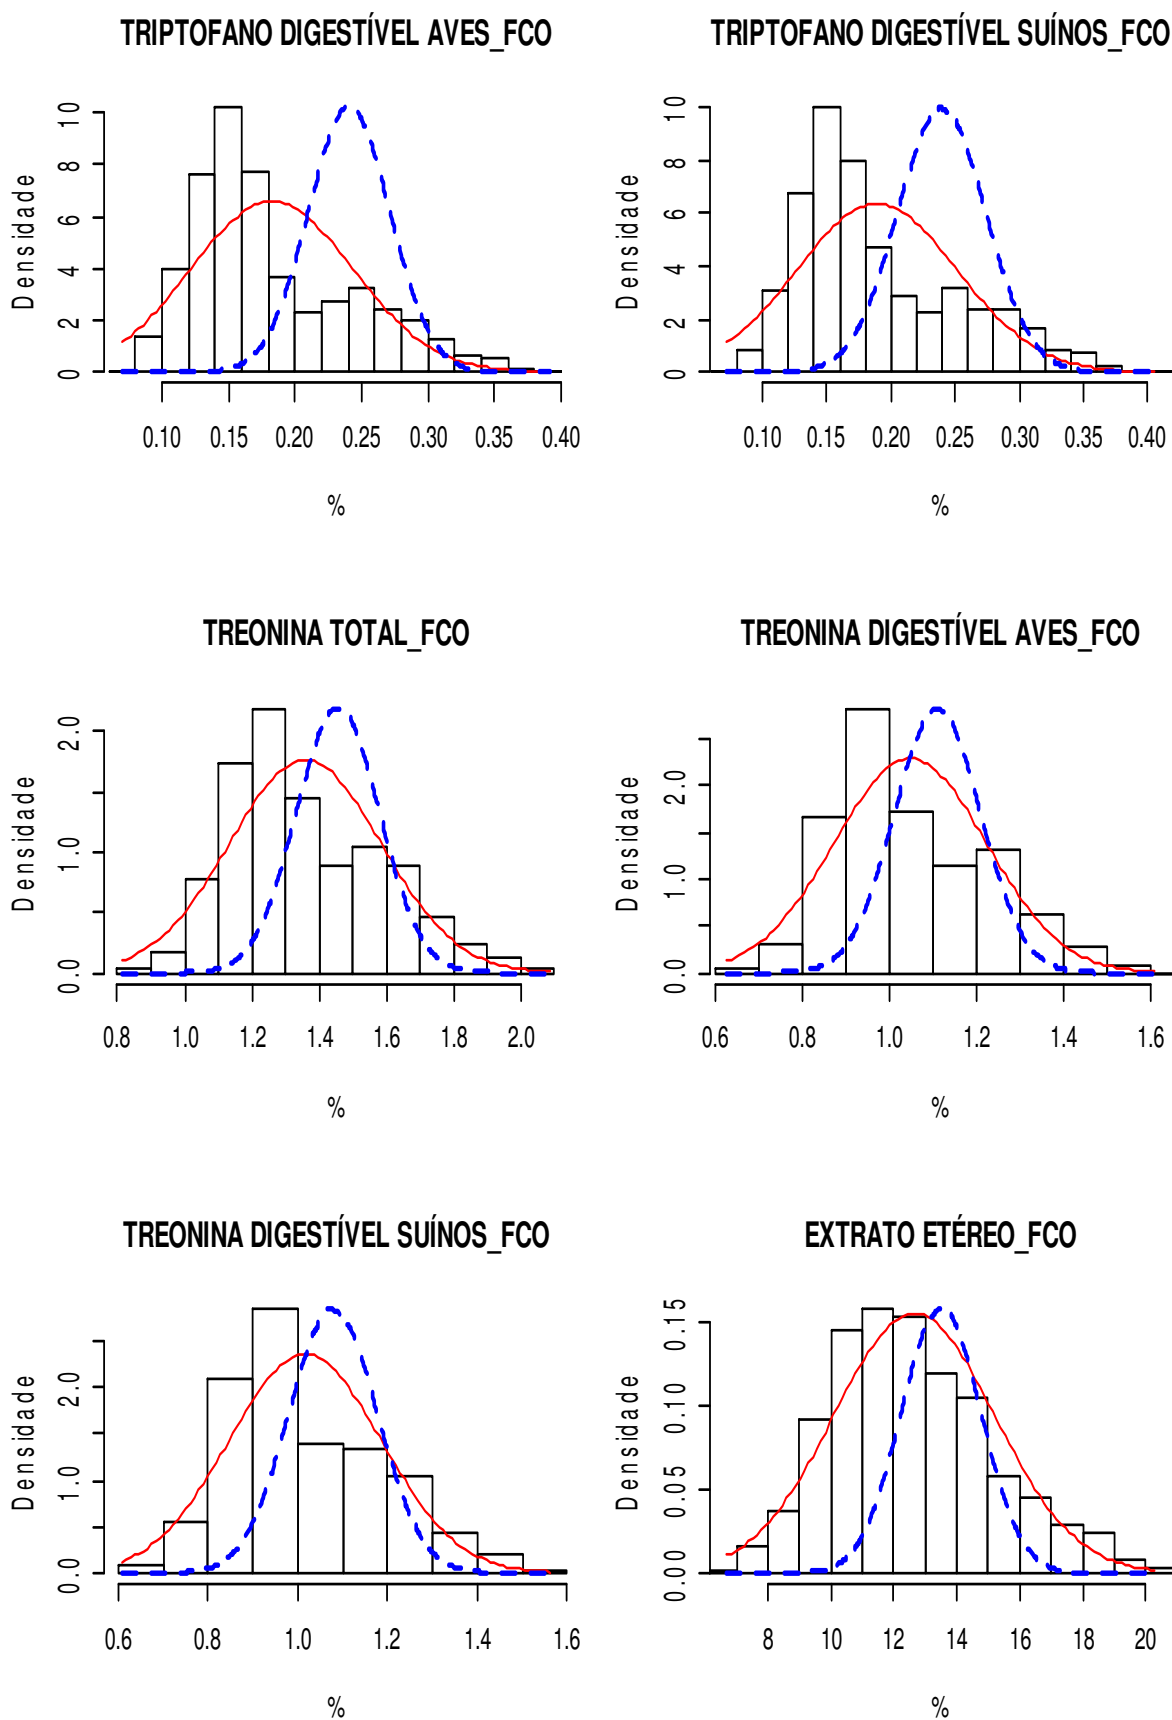 TRIPTOFANO DIGESTÍVEL AVES_FCO
Densidade
0 2 4 6 8 10
0.10 0.15 0.20 0.25 0.30 0.35 0.40
%
TRIPTOFANO DIGESTÍVEL SUÍNOS_FCO
Densidade
0 2 4 6 8 10
0.10 0.15 0.20 0.25 0.30 0.35 0.40
%
TREONINA TOTAL_FCO
Densidade
0.0 1.0 2.0
0.8 1.0 1.2 1.4 1.6 1.8 2.0
%
TREONINA DIGESTÍVEL AVES_FCO
Densidade
0.0 1.0 2.0
0.6 0.8 1.0 1.2 1.4 1.6
%
TREONINA DIGESTÍVEL SUÍNOS_FCO
Densidade
0.0 1.0 2.0
0.6 0.8 1.0 1.2 1.4 1.6
%
EXTRATO ETÉREO_FCO
Densidade
0.00 0.05 0.10 0.15
8 10 12 14 16 18 20
%